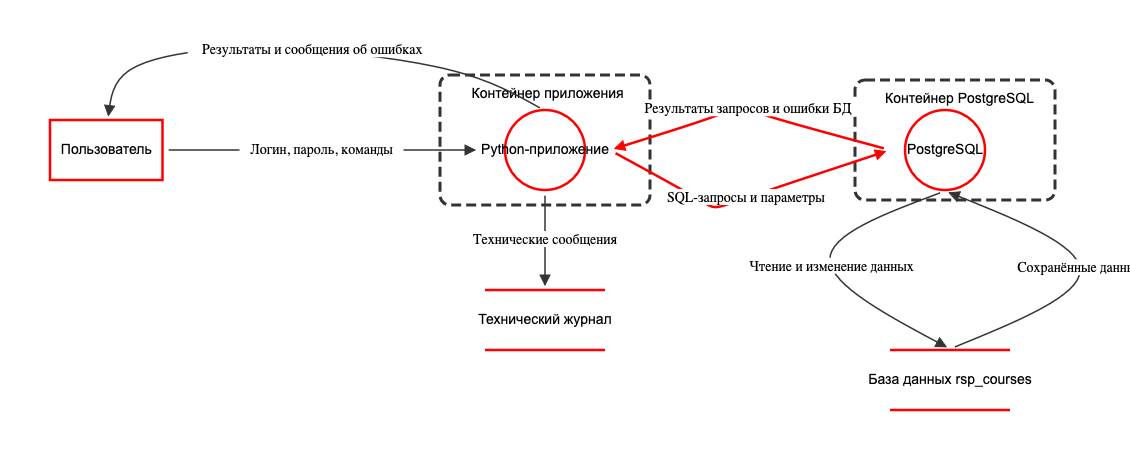 Результаты и сообщения об ошибках
Контейнер приложения
Контейнер PostgreSQL
Результаты запросов и ошибки БД
Пользователь
Логин, пароль, команды
Python-приложение
PostgreSQL
SQL-запросы и параметры
Технические сообщения
Чтение и изменение данных
Сохранённые
Технический журнал
База данных rsp_courses